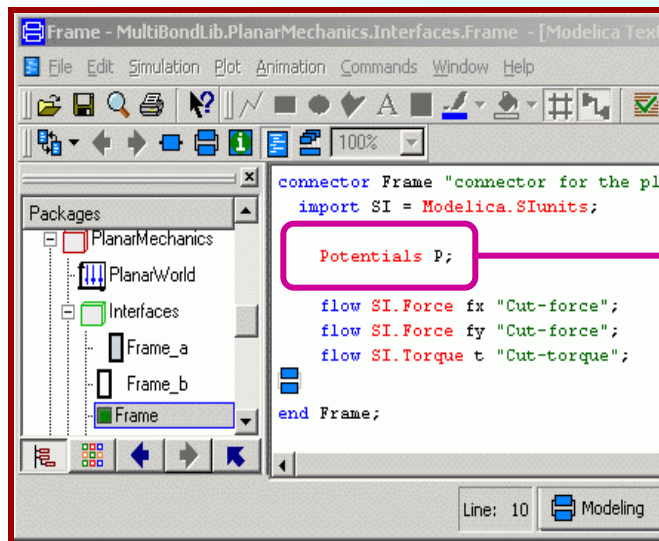 Frame - MultiBondLib.PlanarMechanics.Interfaces.Frame - [Modelica Text
File Edit Simulation Plot Animation Commands Window Help
100%
Packages
PlanarMechanics
PlanarWorld
Interfaces
Frame_a
Frame_b
Frame
connector Frame "connector for the pl
import SI = Modelica.SIunits;
Potentials P;
flow SI.Force fx "Cut-force";
flow SI.Force fy "Cut-force";
flow SI.Torque t "Cut-torque";
end Frame;
Line: 10
Modeling